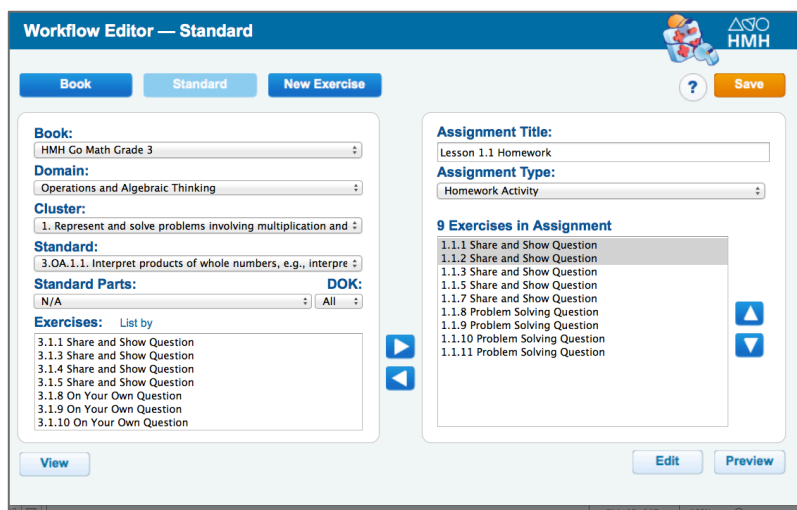 Workflow Editor — Standard
HMH
Book
Standard
New Exercise
?
Save
Book:
HMH Go Math Grade 3
Domain:
Operations and Algebraic Thinking
Cluster:
1. Represent and solve problems involving multiplication and
Standard:
3.OA.1.1. Interpret products of whole numbers, e.g., interpre
Standard Parts:
DOK:
N/A
All
Exercises: List by
3.1.1 Share and Show Question
3.1.3 Share and Show Question
3.1.4 Share and Show Question
3.1.5 Share and Show Question
3.1.8 On Your Own Question
3.1.9 On Your Own Question
3.1.10 On Your Own Question
View
Assignment Title:
Lesson 1.1 Homework
Assignment Type:
Homework Activity
9 Exercises in Assignment
1.1.1 Share and Show Question
1.1.2 Share and Show Question
1.1.3 Share and Show Question
1.1.5 Share and Show Question
1.1.7 Share and Show Question
1.1.8 Problem Solving Question
1.1.9 Problem Solving Question
1.1.10 Problem Solving Question
1.1.11 Problem Solving Question
Edit
Preview